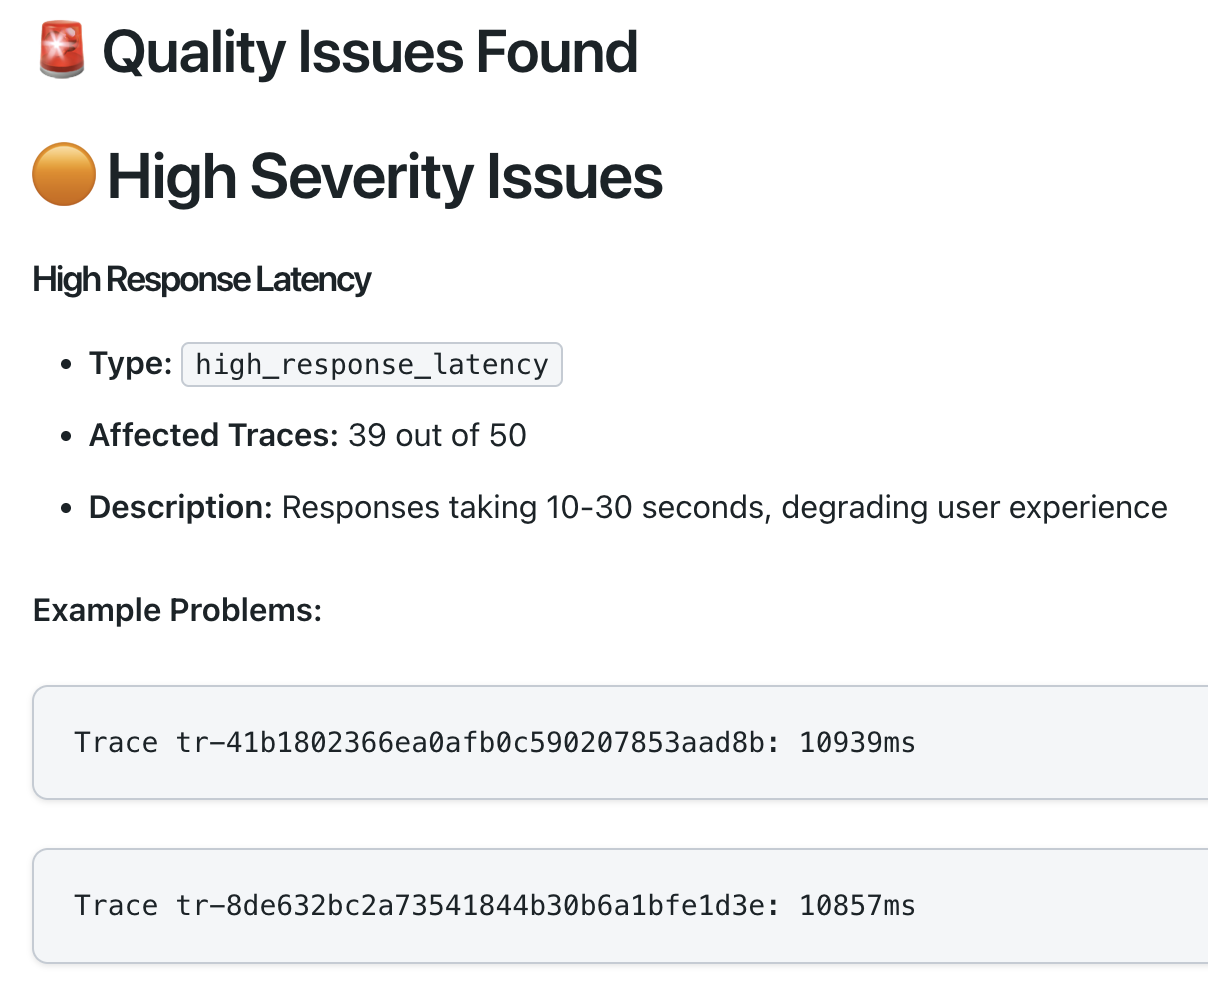 Quality Issues Found
High Severity Issues
High Response Latency
Type: high_response_latency
Affected Traces: 39 out of 50
Description: Responses taking 10-30 seconds, degrading user experience
Example Problems:
Trace tr-41b1802366ea0afb0c590207853aad8b: 10939ms
Trace tr-8de632bc2a73541844b30b6a1bfe1d3e: 10857ms